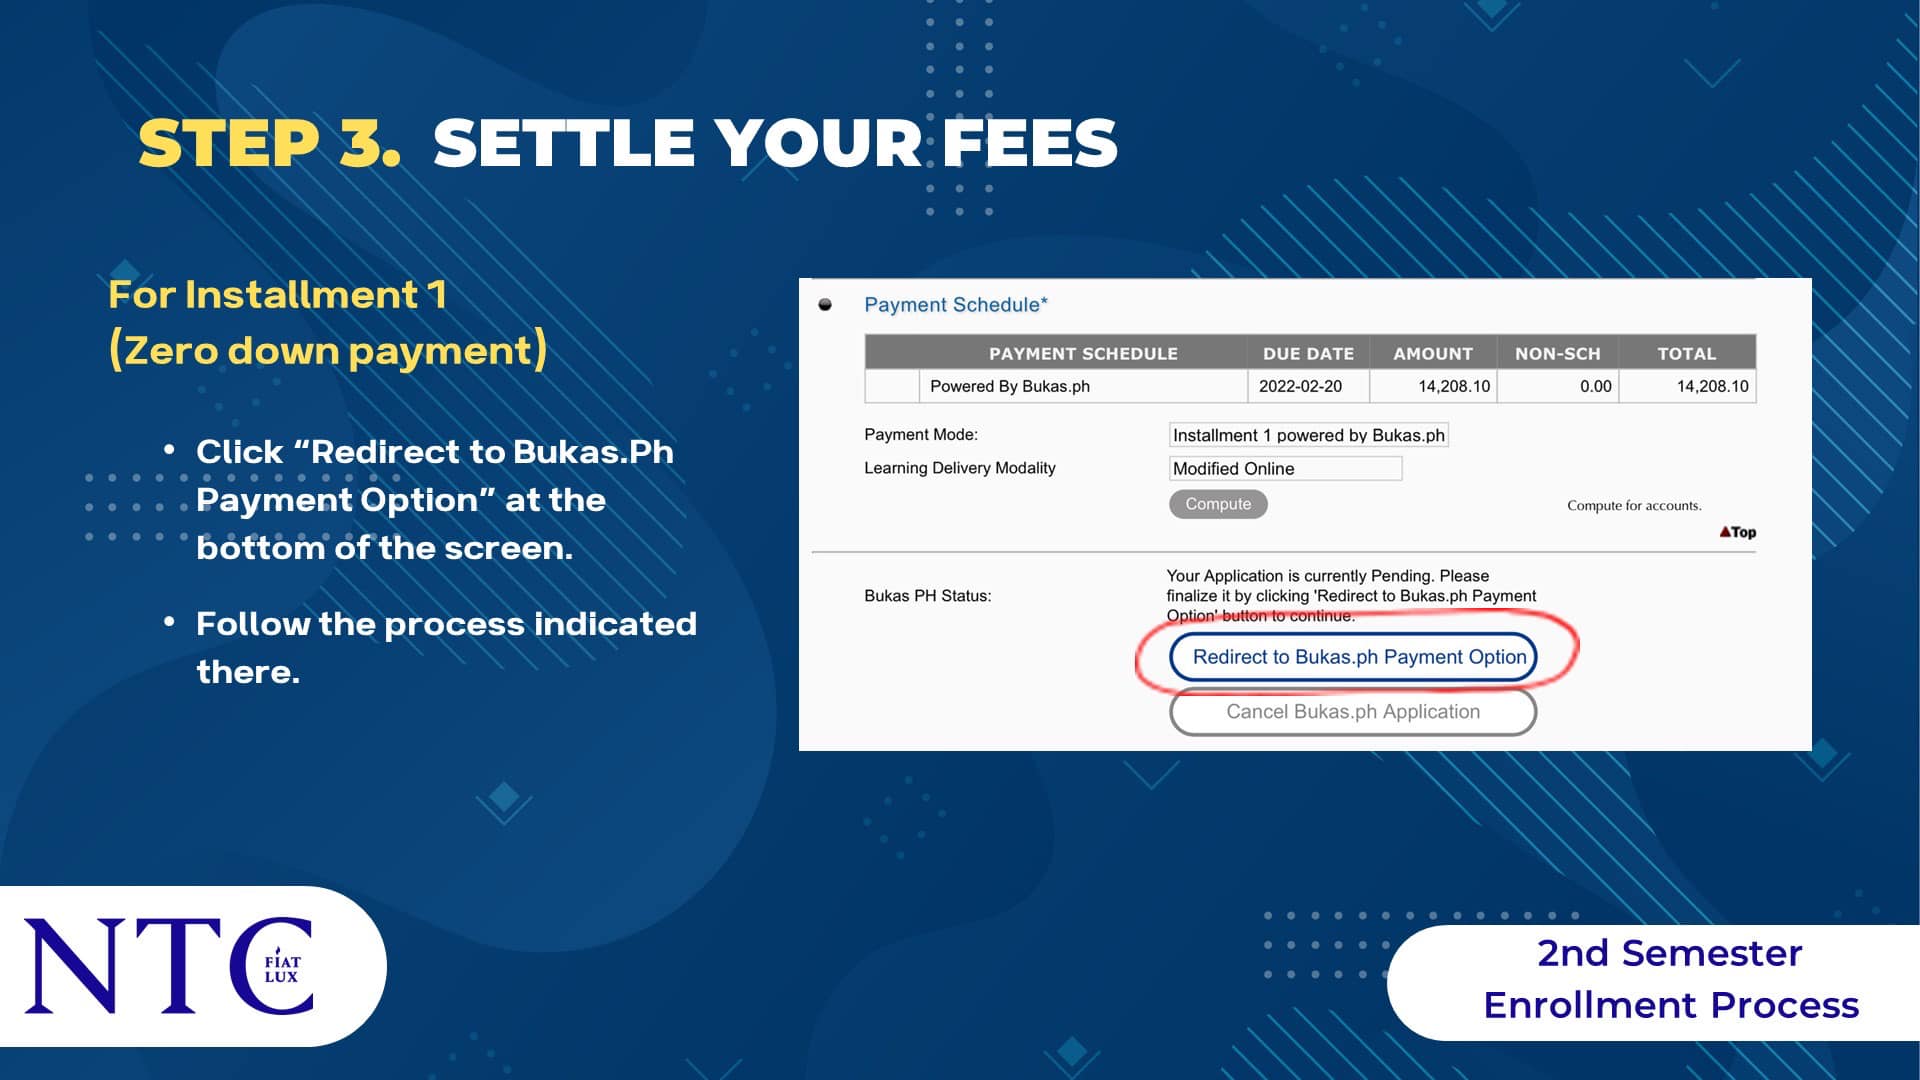 STEP 3. SETTLE YOUR FEES
For Installment 1
(Zero down payment)
• Click “Redirect to Bukas.Ph
Payment Option” at the
bottom of the screen.
• Follow the process indicated
there.
Payment Schedule*
PAYMENT SCHEDULE DUE DATE AMOUNT NON-SCH TOTAL
Powered By Bukas.ph 2022-02-20 14,208.10 0.00 14,208.10
Payment Mode: Installment 1 powered by Bukas.ph
Learning Delivery Modality Modified Online
Compute Compute for accounts.
▲Top
Bukas PH Status:
Your Application is currently Pending. Please
finalize it by clicking 'Redirect to Bukas.ph Payment
Option' button to continue.
Redirect to Bukas.ph Payment Option
Cancel Bukas.ph Application
NTC
FIAT
LUX
2nd Semester
Enrollment Process